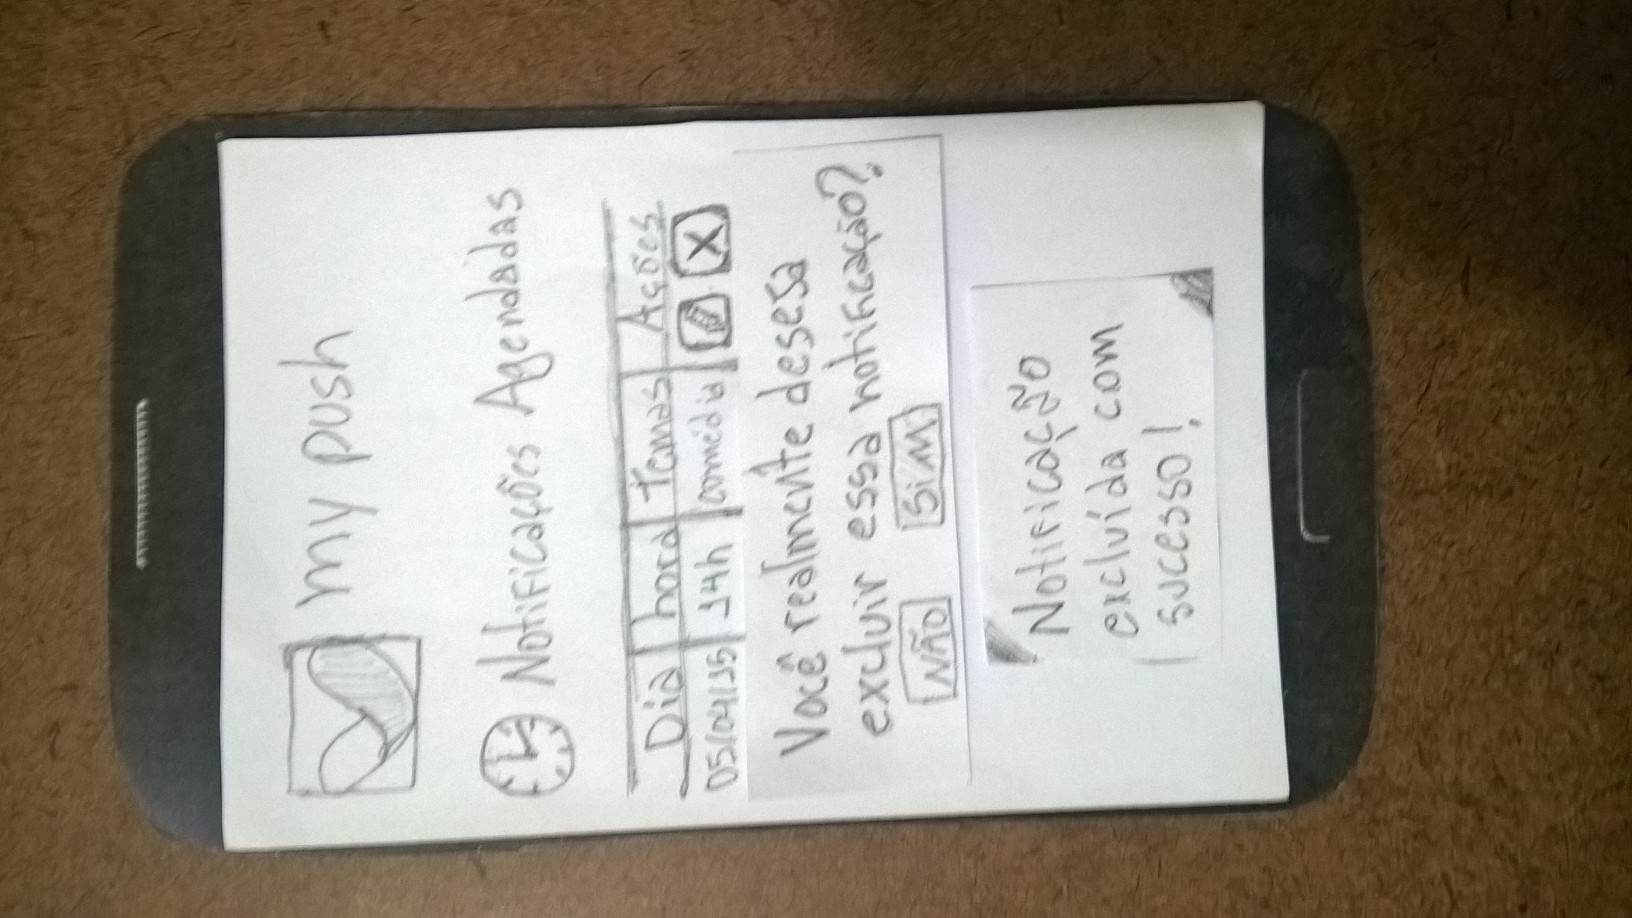 my push
Notificações Agendadas
Dia hora temas Ações
05/04/15 14h comédia X
Você realmente deseja
excluir essa notificação?
NÃO SiM
Notificação
excluída com
sucesso!